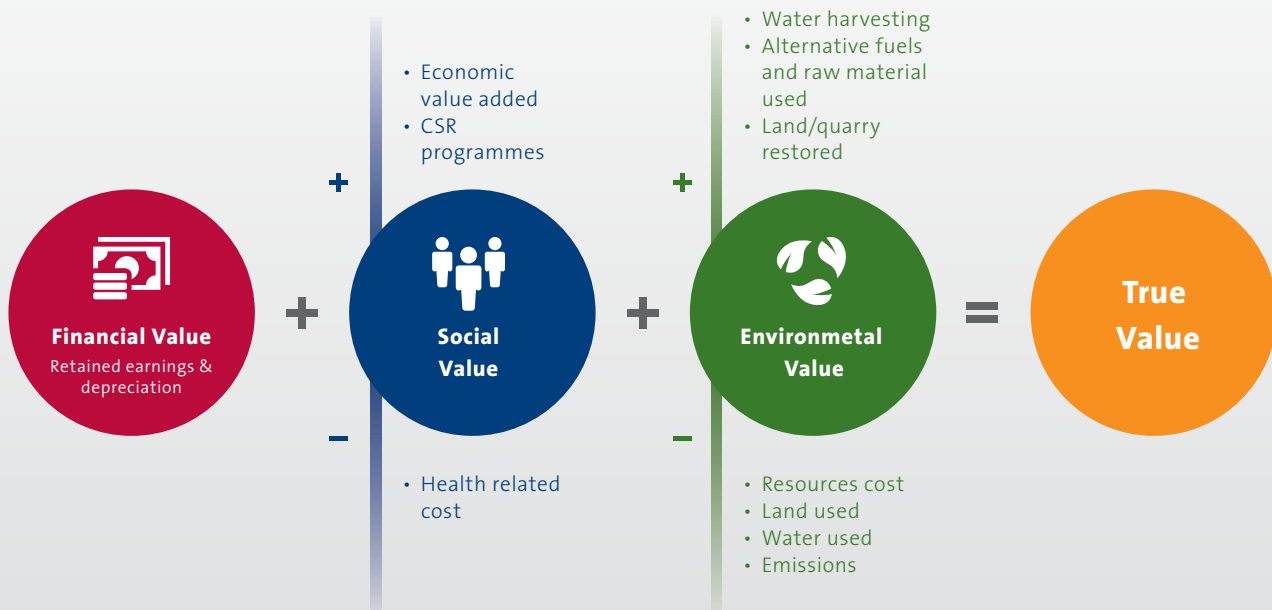 • Economic
value added
• CSR
programmes
• Water harvesting
• Alternative fuels
and raw material
used
• Land/quarry
restored
+
+
Financial Value
Retained earnings &
depreciation
+
Social
Value
+
Environmetal
Value
=
True
Value
–
–
• Health related
cost
• Resources cost
• Land used
• Water used
• Emissions